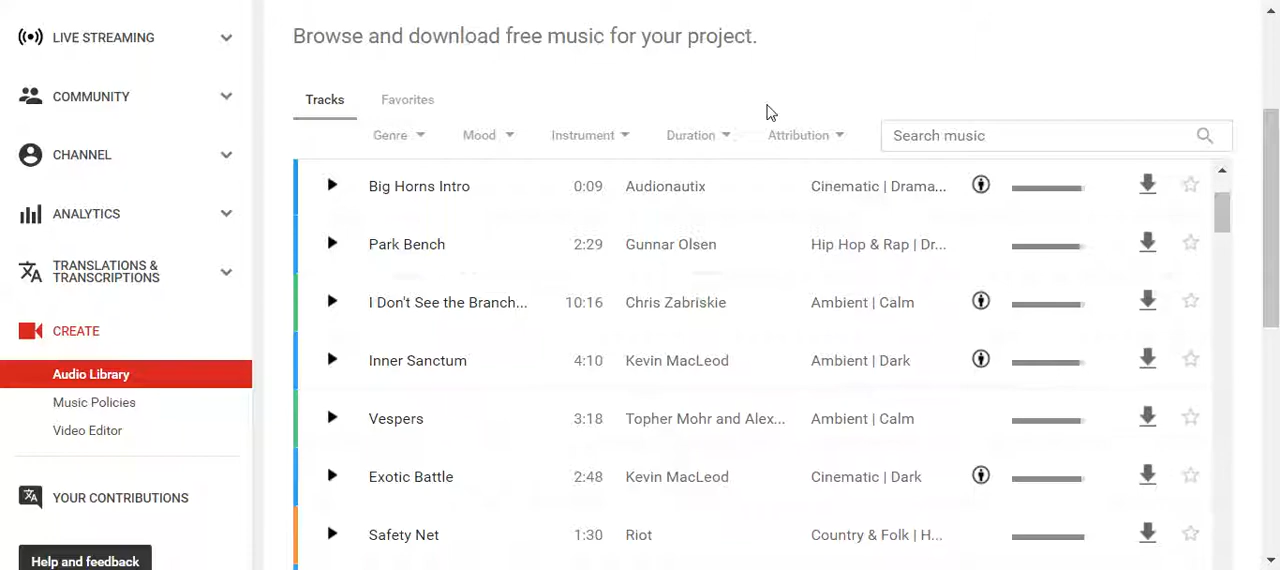 LIVE STREAMING
COMMUNITY
CHANNEL
ANALYTICS
TRANSLATIONS &
TRANSCRIPTIONS
CREATE
Audio Library
Music Policies
Video Editor
YOUR CONTRIBUTIONS
Help and feedback
Browse and download free music for your project.
Tracks Favorites
Genre Mood Instrument Duration Attribution Search music
Big Horns Intro 0:09 Audionautix Cinematic | Drama...
Park Bench 2:29 Gunnar Olsen Hip Hop & Rap | Dr...
I Don't See the Branch... 10:16 Chris Zabriskie Ambient | Calm
Inner Sanctum 4:10 Kevin MacLeod Ambient | Dark
Vespers 3:18 Topher Mohr and Alex... Ambient | Calm
Exotic Battle 2:48 Kevin MacLeod Cinematic | Dark
Safety Net 1:30 Riot Country & Folk | H...